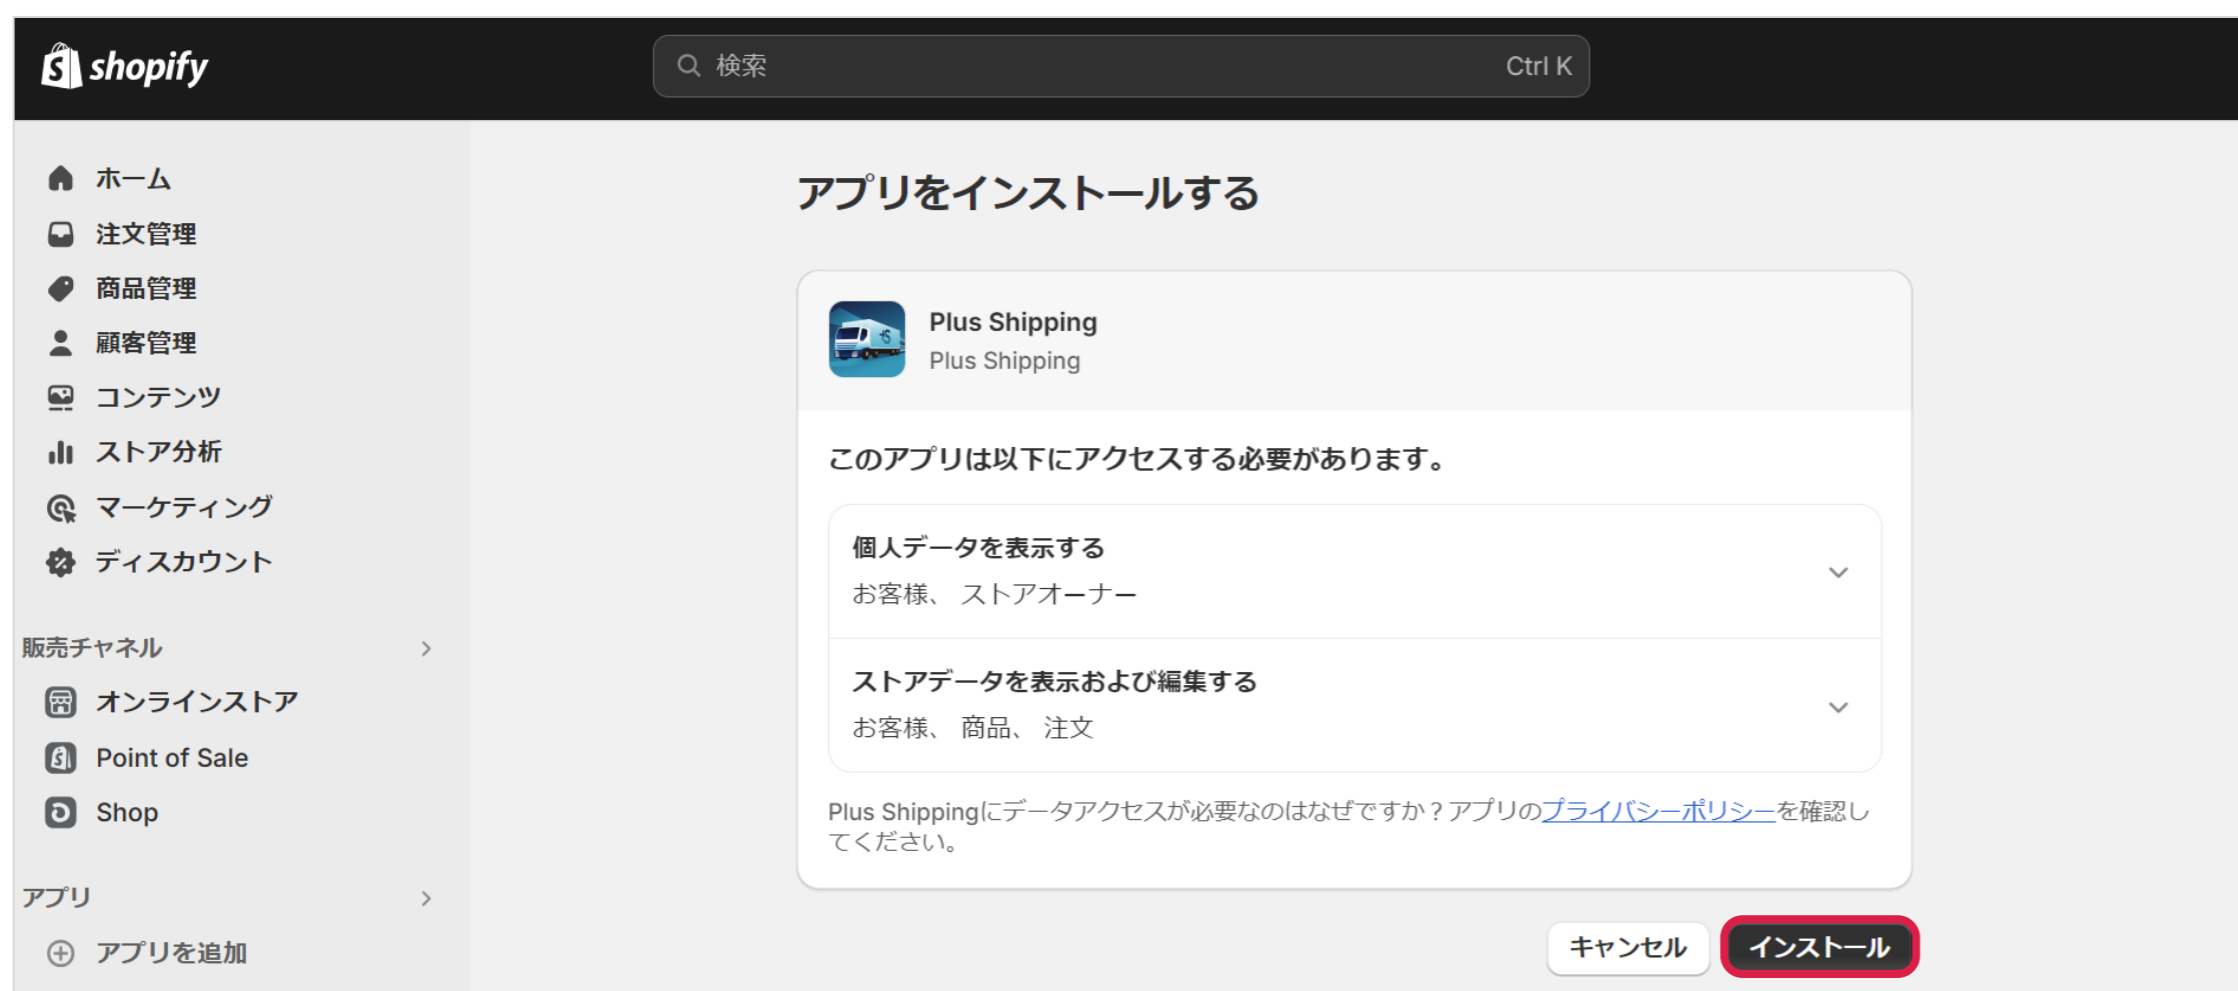 shopify
検索
Ctrl K
ホーム
注文管理
商品管理
顧客管理
コンテンツ
ストア分析
マーケティング
ディスカウント
販売チャネル
オンラインストア
Point of Sale
Shop
アプリ
アプリを追加
アプリをインストールする
Plus Shipping
Plus Shipping
このアプリは以下にアクセスする必要があります。
個人データを表示する
お客様、 ストアオーナー
ストアデータを表示および編集する
お客様、 商品、 注文
Plus Shippingにデータアクセスが必要なのはなぜですか？アプリのプライバシーポリシーを確認し
てください。
キャンセル
インストール